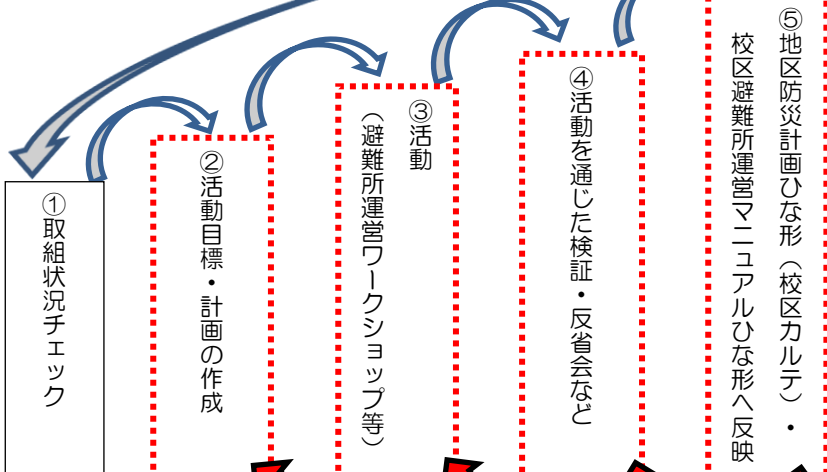 ①取組状況チェック
②活動目標・計画の作成
③活動
（避難所運営ワークショップ等）
④活動を通じた検証・反省会など
⑤地区防災計画ひな形（校区カルテ）・
校区避難所運営マニュアルひな形へ反映